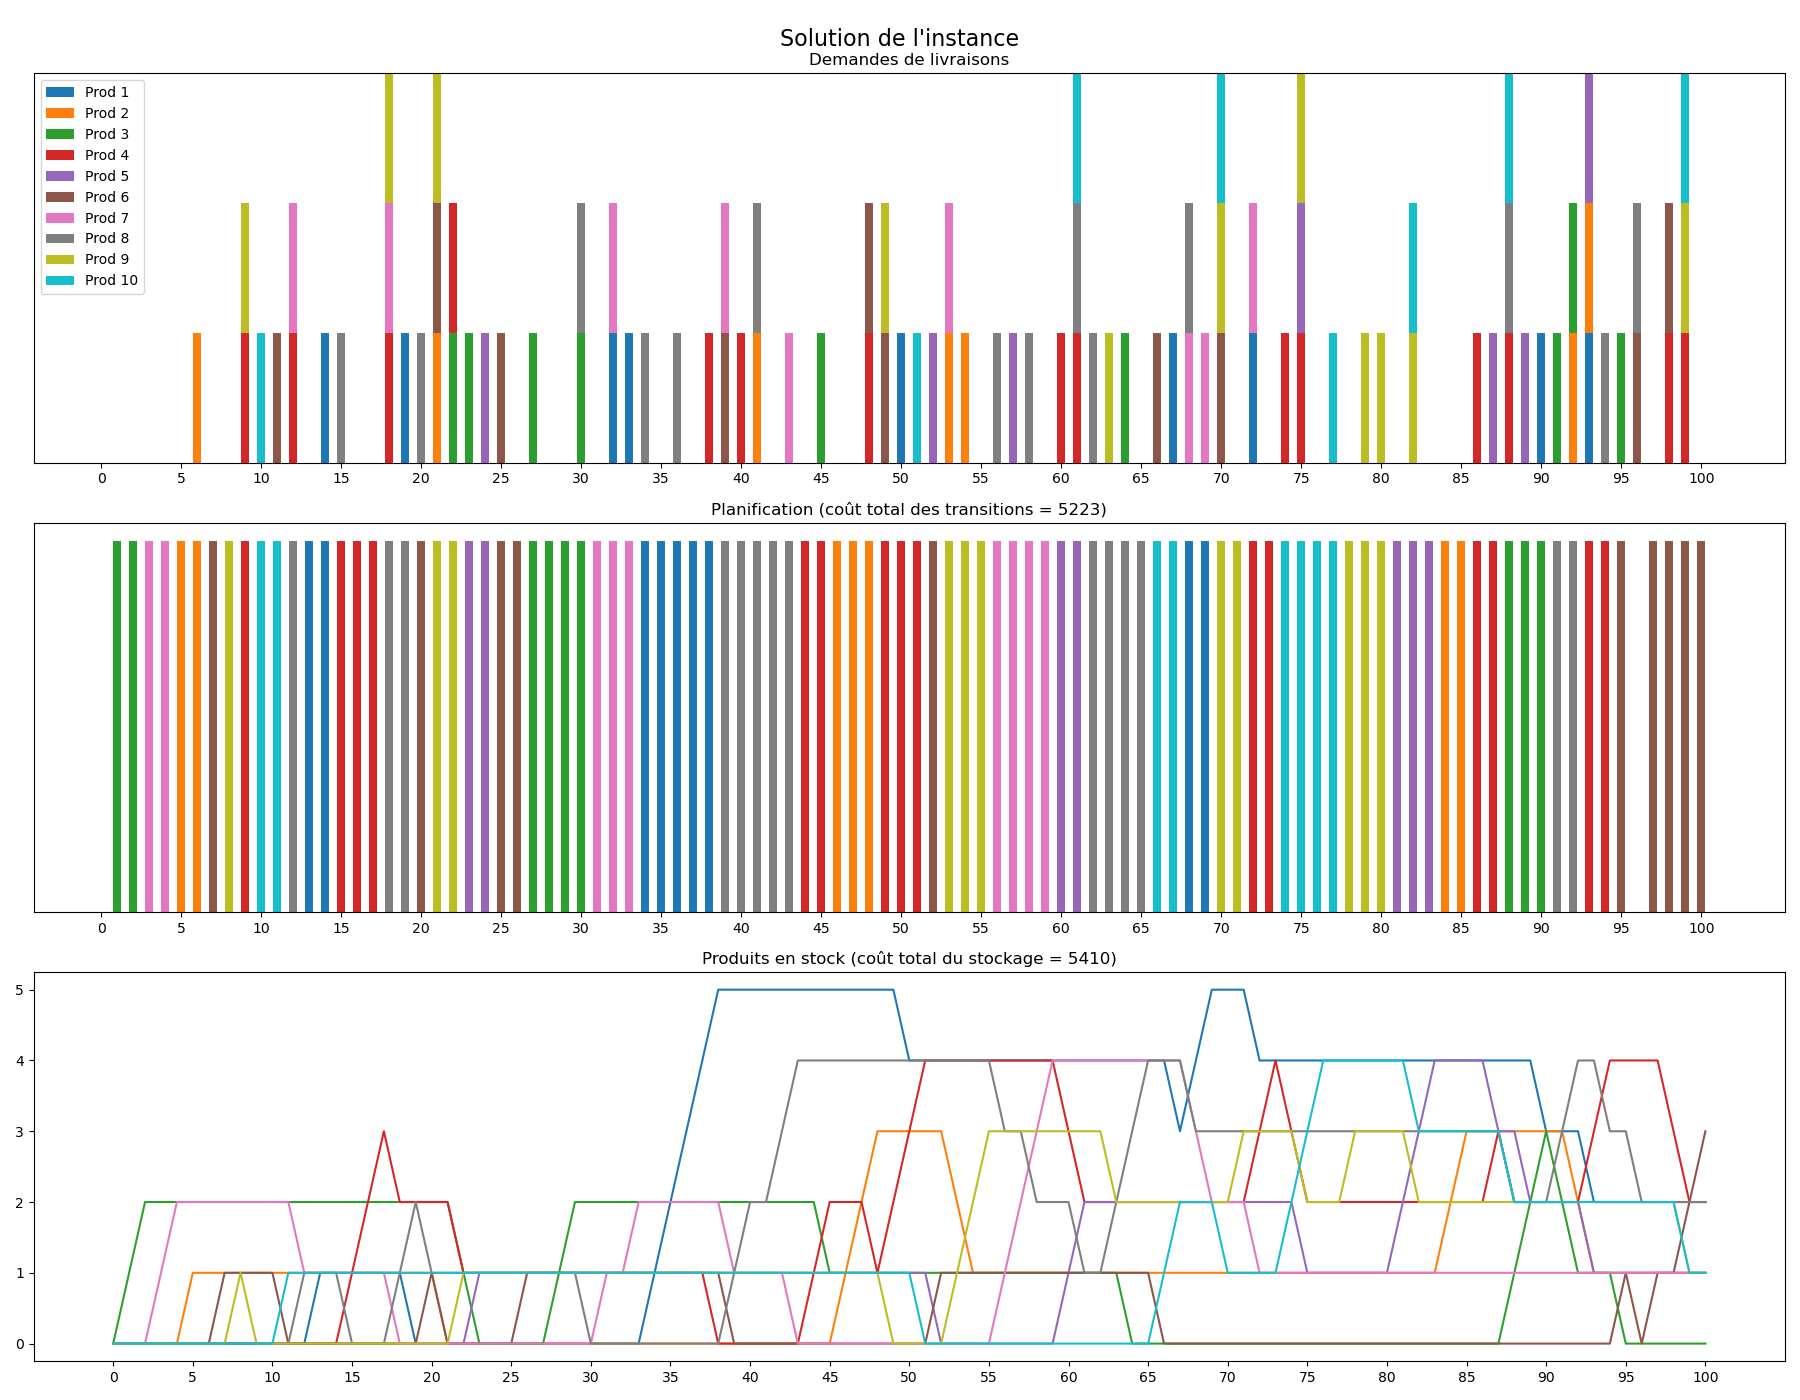 Solution de l'instance
Demandes de livraisons
Prod 1
Prod 2
Prod 3
Prod 4
Prod 5
Prod 6
Prod 7
Prod 8
Prod 9
Prod 10
0 5 10 15 20 25 30 35 40 45 50 55 60 65 70 75 80 85 90 95 100
Planification (coût total des transitions = 5223)
0 5 10 15 20 25 30 35 40 45 50 55 60 65 70 75 80 85 90 95 100
Produits en stock (coût total du stockage = 5410)
5
4
3
2
1
0
0 5 10 15 20 25 30 35 40 45 50 55 60 65 70 75 80 85 90 95 100